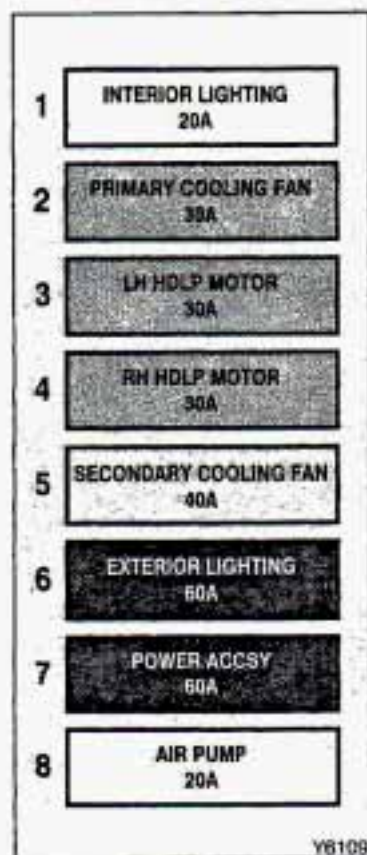 1 INTERIOR LIGHTING
20A
2 PRIMARY COOLING FAN
30A
3 LH HDLP MOTOR
30A
4 RH HDLP MOTOR
30A
5 SECONDARY COOLING FAN
40A
6 EXTERIOR LIGHTING
60A
7 POWER ACCSY
60A
8 AIR PUMP
20A
Y6109